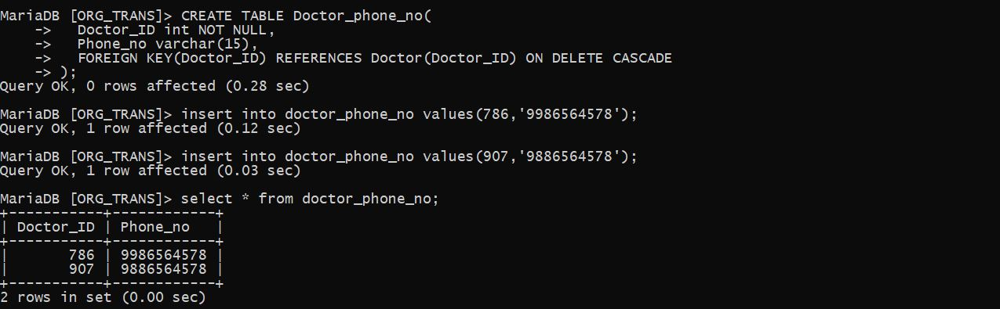 MariaDB [ORG_TRANS]> CREATE TABLE Doctor_phone_no(
    ->   Doctor_ID int NOT NULL,
    ->   Phone_no varchar(15),
    ->   FOREIGN KEY(Doctor_ID) REFERENCES Doctor(Doctor_ID) ON DELETE CASCADE
    -> );
Query OK, 0 rows affected (0.28 sec)

MariaDB [ORG_TRANS]> insert into doctor_phone_no values(786,'9986564578');
Query OK, 1 row affected (0.12 sec)

MariaDB [ORG_TRANS]> insert into doctor_phone_no values(907,'9886564578');
Query OK, 1 row affected (0.03 sec)

MariaDB [ORG_TRANS]> select * from doctor_phone_no;
+-----------+------------+
| Doctor_ID | Phone_no   |
+-----------+------------+
|       786 | 9986564578 |
|       907 | 9886564578 |
+-----------+------------+
2 rows in set (0.00 sec)